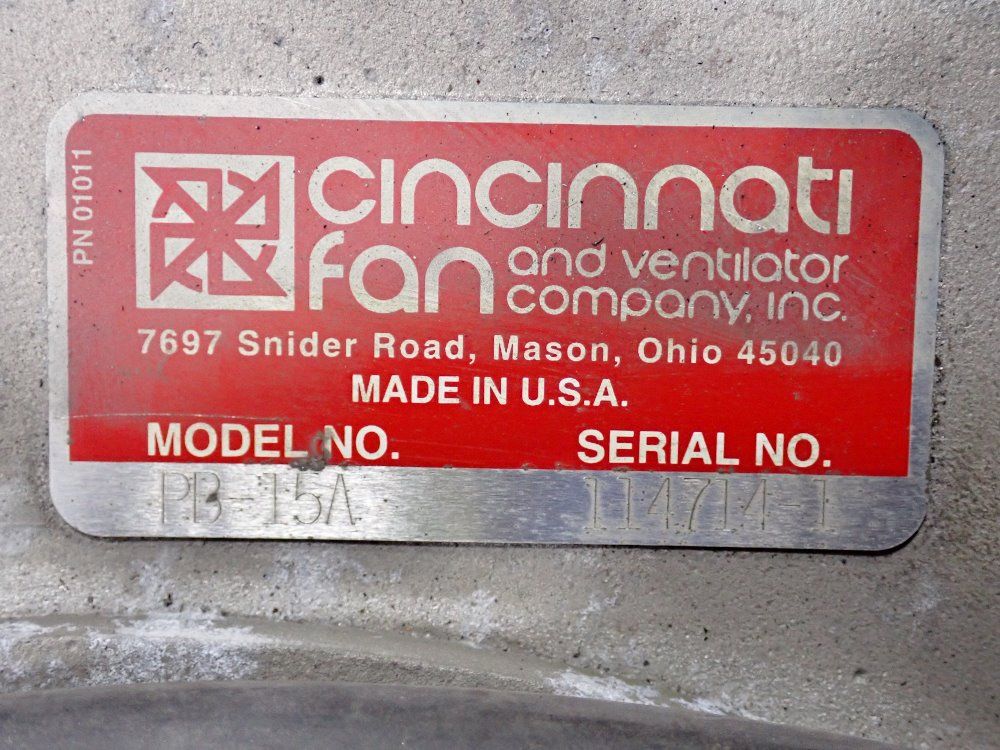 PN 01011
cincinnati
fan and ventilator
company, inc.
7697 Snider Road, Mason, Ohio 45040
MADE IN U.S.A.
MODEL NO. SERIAL NO.
PB-15A 114714-1